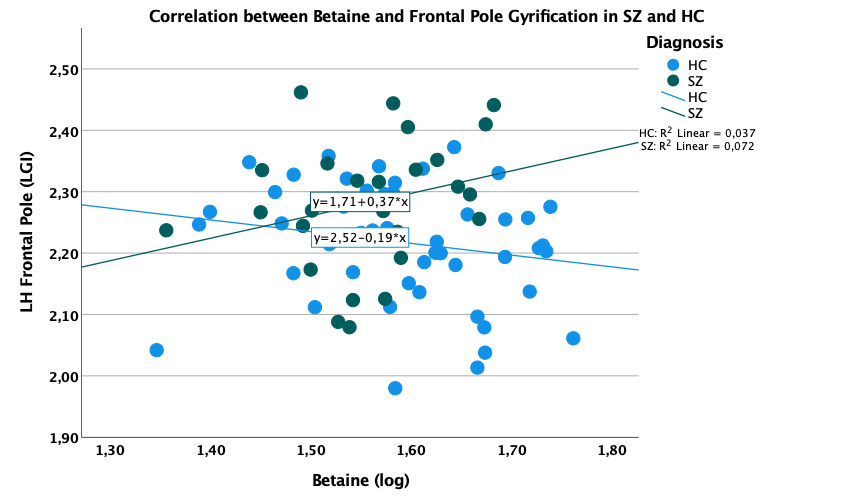 Correlation between Betaine and Frontal Pole Gyrification in SZ and HC
Diagnosis
HC
SZ
HC
SZ
HC: R² Linear = 0,037
SZ: R² Linear = 0,072
2,50
2,40
2,30
2,20
2,10
2,00
1,90
LH Frontal Pole (LGI)
y=1,71+0,37*x
y=2,52-0,19*x
1,30 1,40 1,50 1,60 1,70 1,80
Betaine (log)